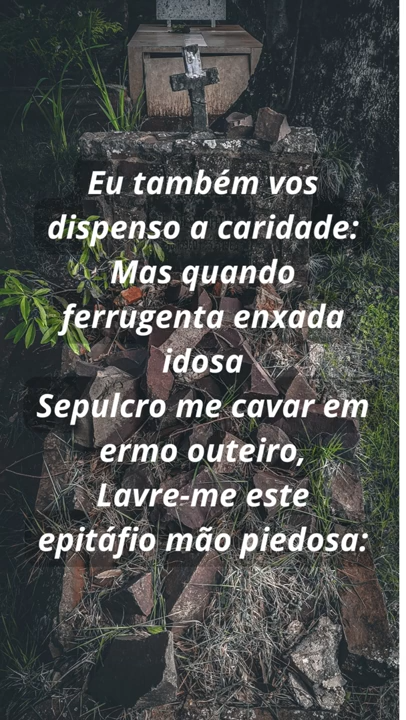 Eu também vos
dispenso a caridade:
Mas quando
ferrugenta enxada
idosa
Sepulcro me cavar em
ermo outeiro,
Lavre-me este
epitáfio mão piedosa: